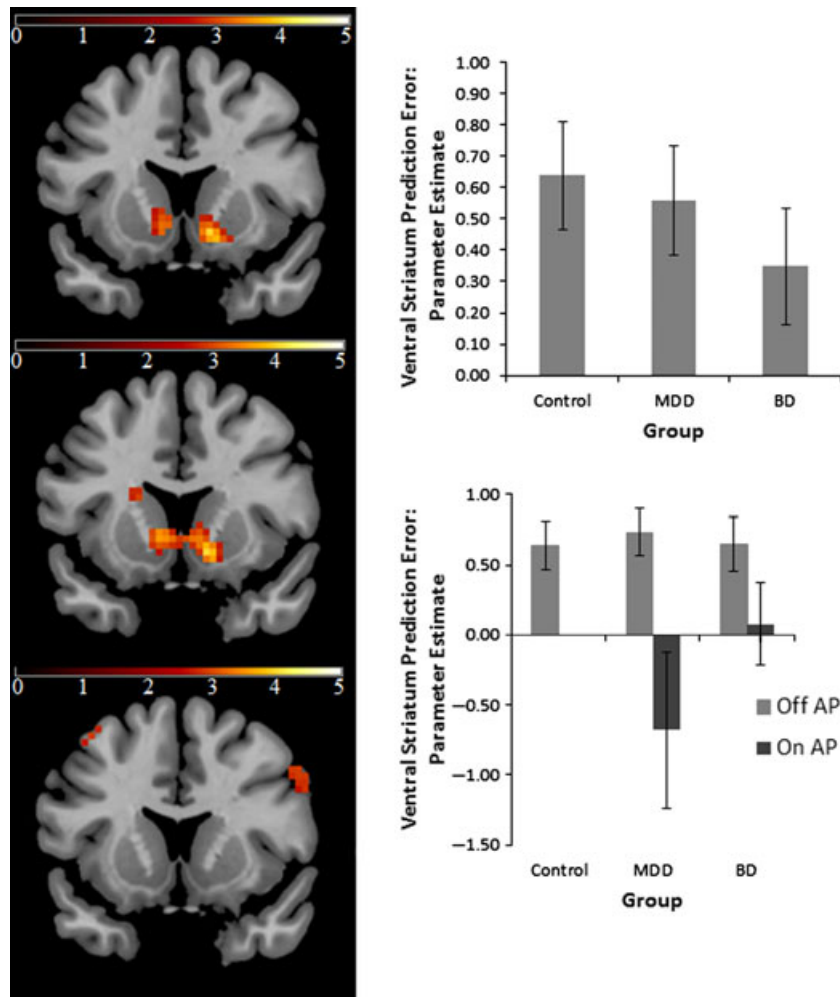 0 1 2 3 4 5
0 1 2 3 4 5
0 1 2 3 4 5
Ventral Striatum Prediction Error:
Parameter Estimate
1.00
0.90
0.80
0.70
0.60
0.50
0.40
0.30
0.20
0.10
0.00
Control MDD BD
Group
Ventral Striatum Prediction Error:
Parameter Estimate
1.00
0.50
0.00
−0.50
−1.00
−1.50
Off AP
On AP
Control MDD BD
Group